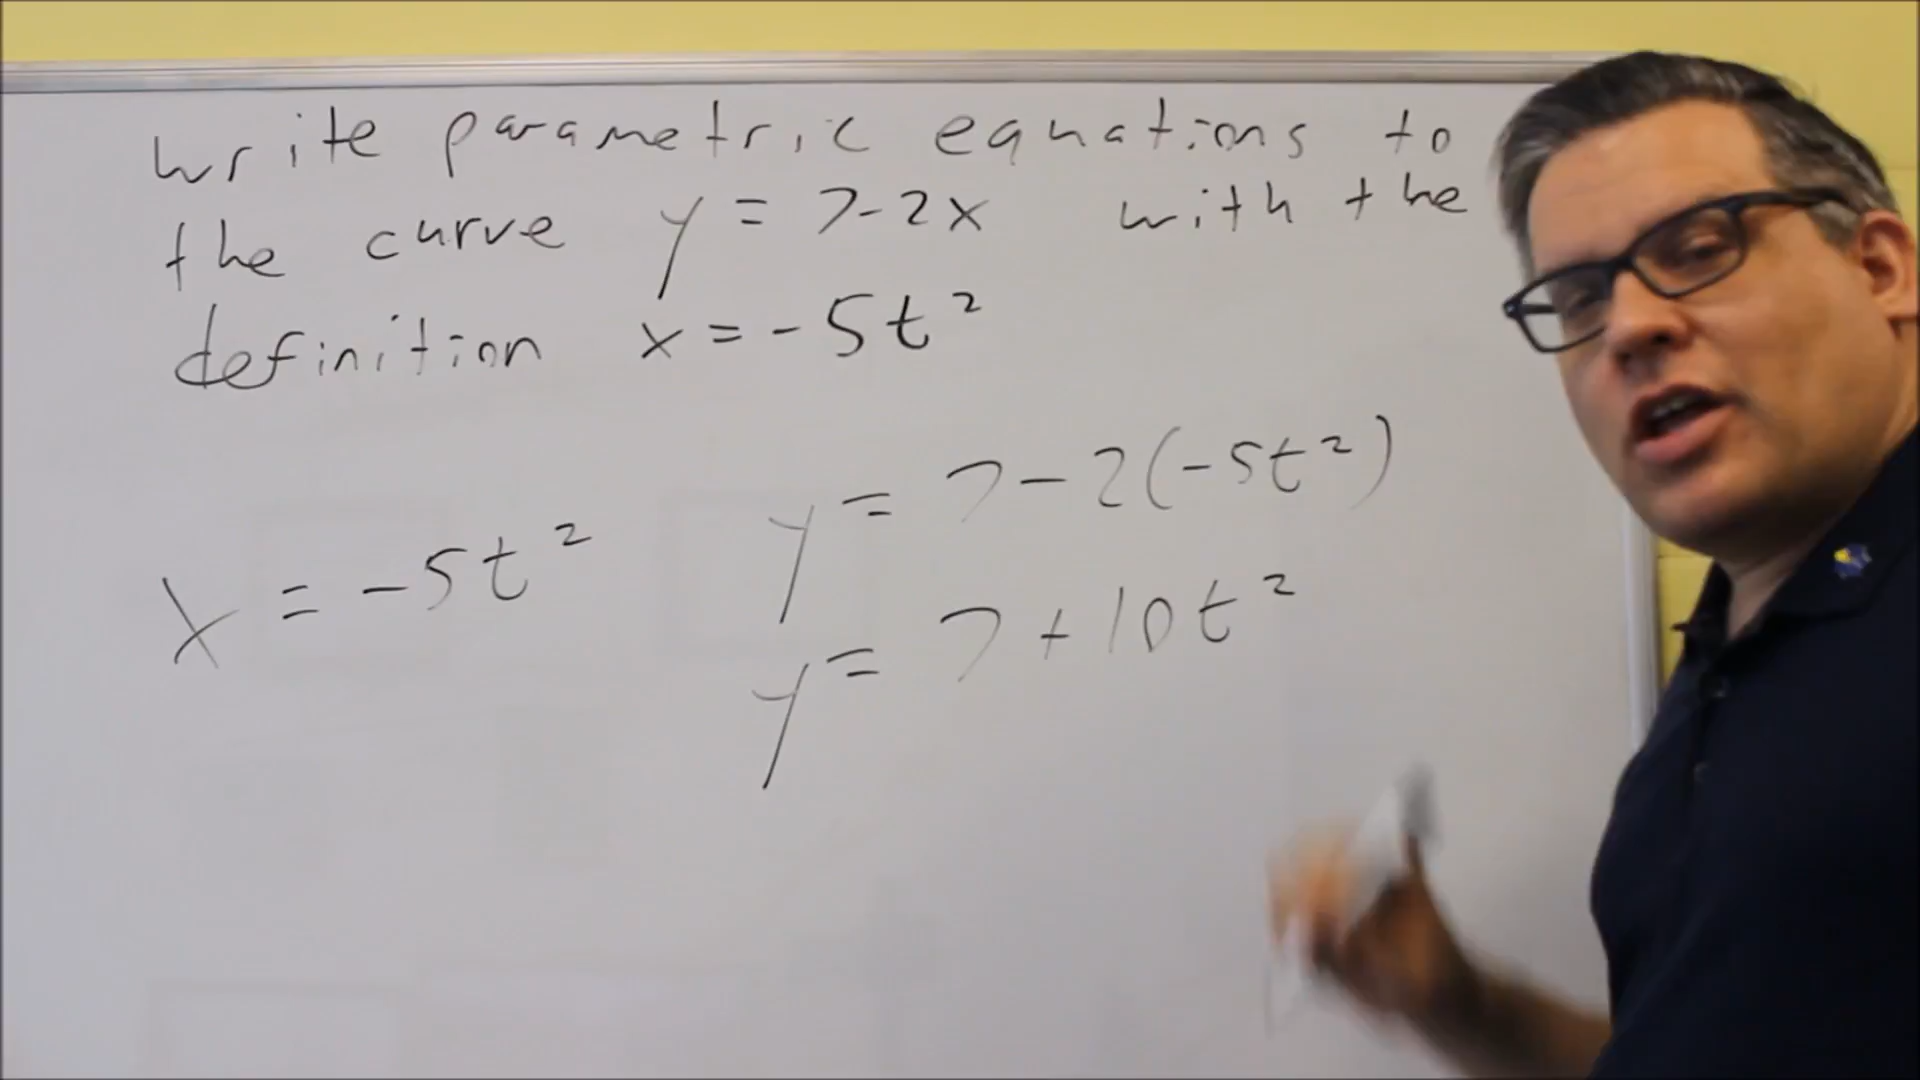 write parametric equations to
the curve y = 7-2x with the
definition x = -5t²
y = 7-2(-5t²)
x = -5t²
y = 7+10t²